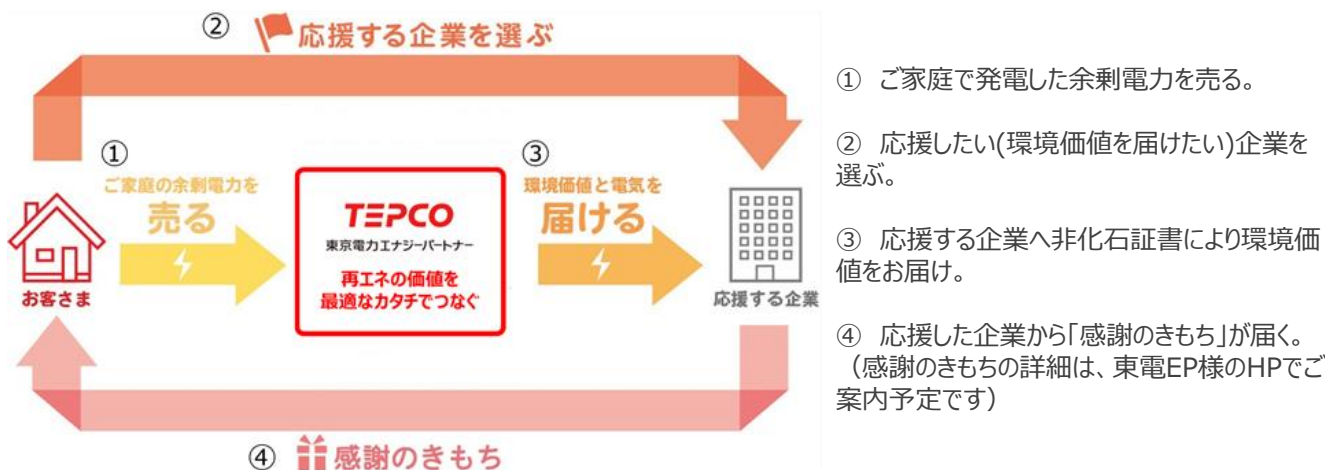 ② 応援する企業を選ぶ
①
ご家庭の余剰電力を
売る
お客さま
TEPCO
東京電力エナジーパートナー
再エネの価値を
最適なカタチでつなぐ
③
環境価値と電気を
届ける
応援する企業
④ 感謝のきもち
① ご家庭で発電した余剰電力を売る。
② 応援したい(環境価値を届けたい)企業を
選ぶ。
③ 応援する企業へ非化石証書により環境価
値をお届け。
④ 応援した企業から「感謝のきもち」が届く。
（感謝のきもちの詳細は、東電EP様のHPでご
案内予定です）